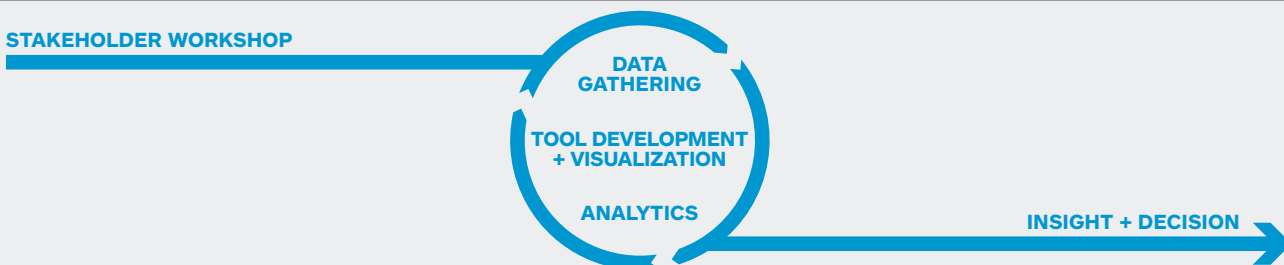 STAKEHOLDER WORKSHOP
DATA
GATHERING
TOOL DEVELOPMENT
+ VISUALIZATION
ANALYTICS
INSIGHT + DECISION